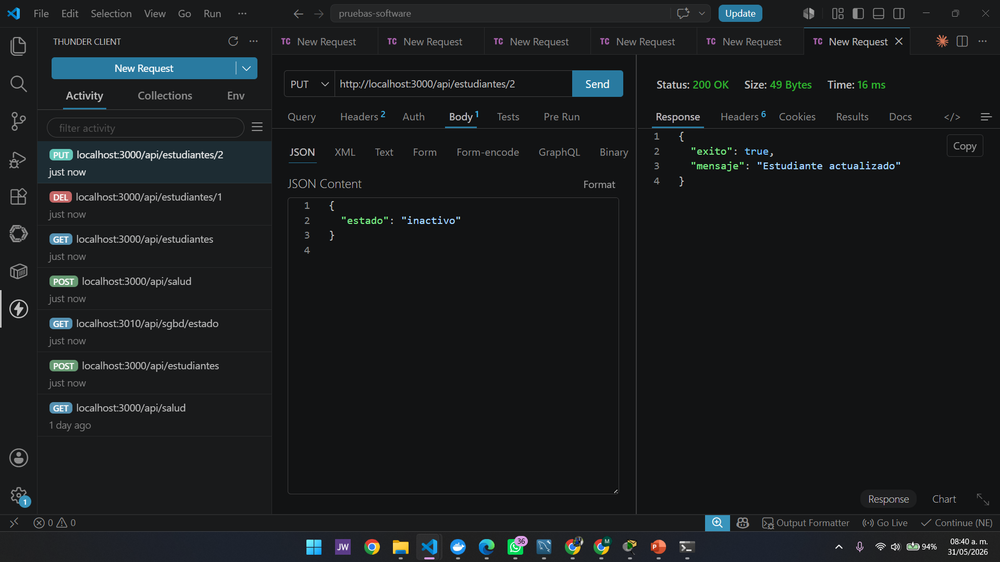 File Edit Selection View Go Run ···
pruebas-software
Update
THUNDER CLIENT
New Request
Activity Collections Env
filter activity
PUT localhost:3000/api/estudiantes/2
just now
DEL localhost:3000/api/estudiantes/1
just now
GET localhost:3000/api/estudiantes
just now
POST localhost:3000/api/salud
just now
GET localhost:3010/api/sgbd/estado
just now
POST localhost:3000/api/estudiantes
just now
GET localhost:3000/api/salud
1 day ago
1
TC New Request TC New Request TC New Request TC New Request TC New Request TC New Request
PUT http://localhost:3000/api/estudiantes/2 Send
Query Headers 2 Auth Body 1 Tests Pre Run
JSON XML Text Form Form-encode GraphQL Binary
JSON Content Format
1 {
2 "estado": "inactivo"
3 }
4
Status: 200 OK Size: 49 Bytes Time: 16 ms
Response Headers 6 Cookies Results Docs </>
Copy
1 {
2 "exito": true,
3 "mensaje": "Estudiante actualizado"
4 }
Response Chart
0 0
Output Formatter Go Live Continue (NE)
JW
36
M
94%
08:40 a. m.
31/05/2026